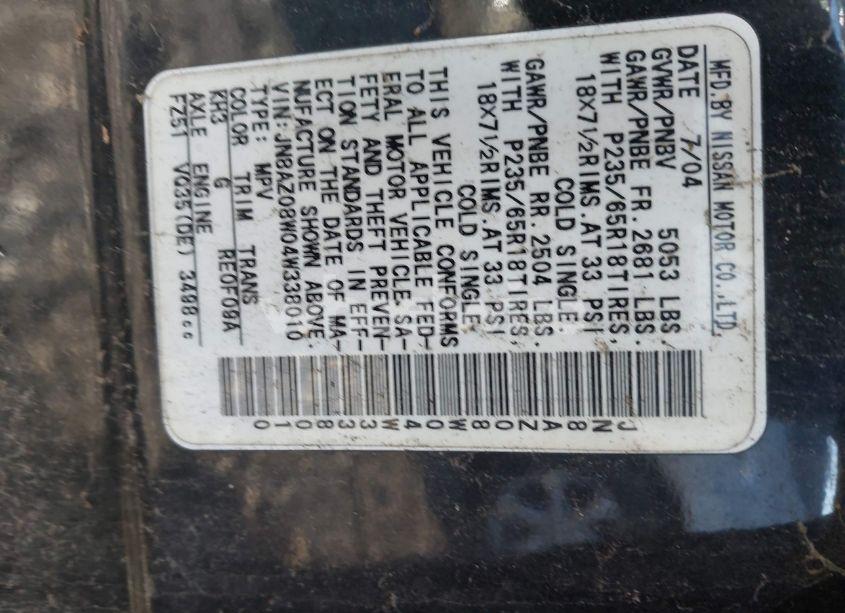 MFD.BY NISSAN MOTOR CO.,LTD.
DATE 7/04
GVWR/PNBV 5053 LBS
GAWR/PNBE FR.2681 LBS.
WITH P235/65R18TIRES,
18X7½RIMS.AT 33 PSI
COLD SINGLE.
GAWR/PNBE RR.2504 LBS.
WITH P235/65R18TIRES,
18X7½RIMS.AT 33 PSI
COLD SINGLE.
THIS VEHICLE CONFORMS
TO ALL APPLICABLE FED-
ERAL MOTOR VEHICLE SA-
FETY AND THEFT PREVEN-
TION STANDARDS IN EFF-
ECT ON THE DATE OF MA-
NUFACTURE SHOWN ABOVE.
VIN:JN8AZ08W04W338010
TYPE: MPV
COLOR TRIM TRANS
KH3 G RE0F09A
AXLE ENGINE
FZ51 VQ35(DE) 3498cc
JN8AZ08W04W338010